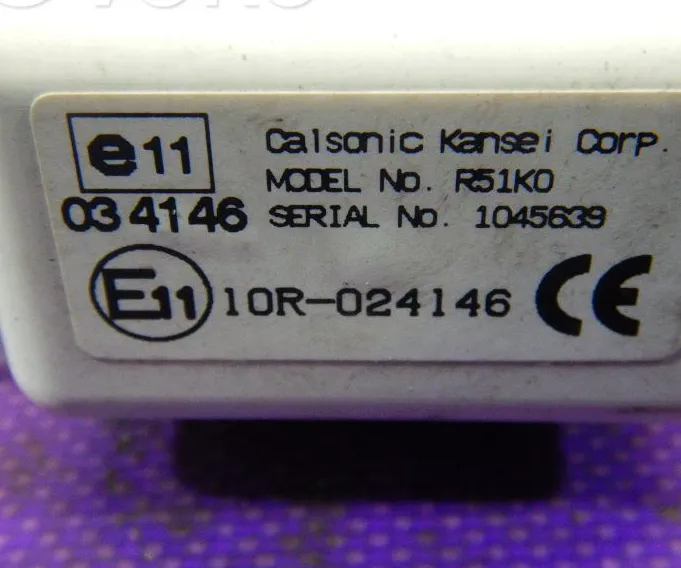 e11
034146
Calsonic Kansei Corp.
MODEL No. R51K0
SERIAL No. 1045639
E11 10R-024146 CE